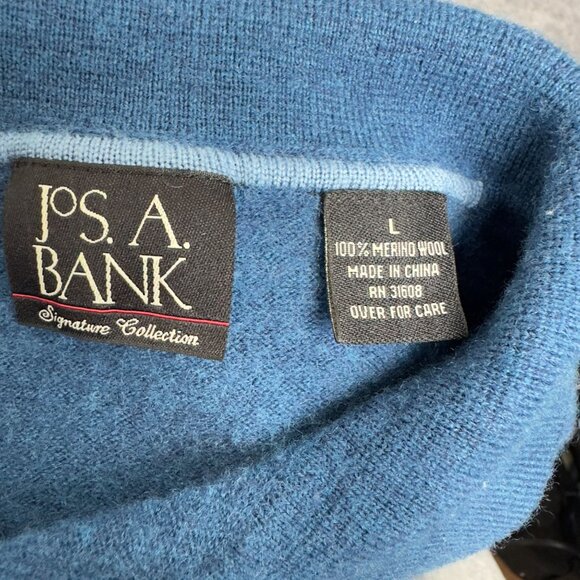 JOS. A.
BANK
Signature Collection
L
100% MERINO WOOL
MADE IN CHINA
RN 31608
OVER FOR CARE